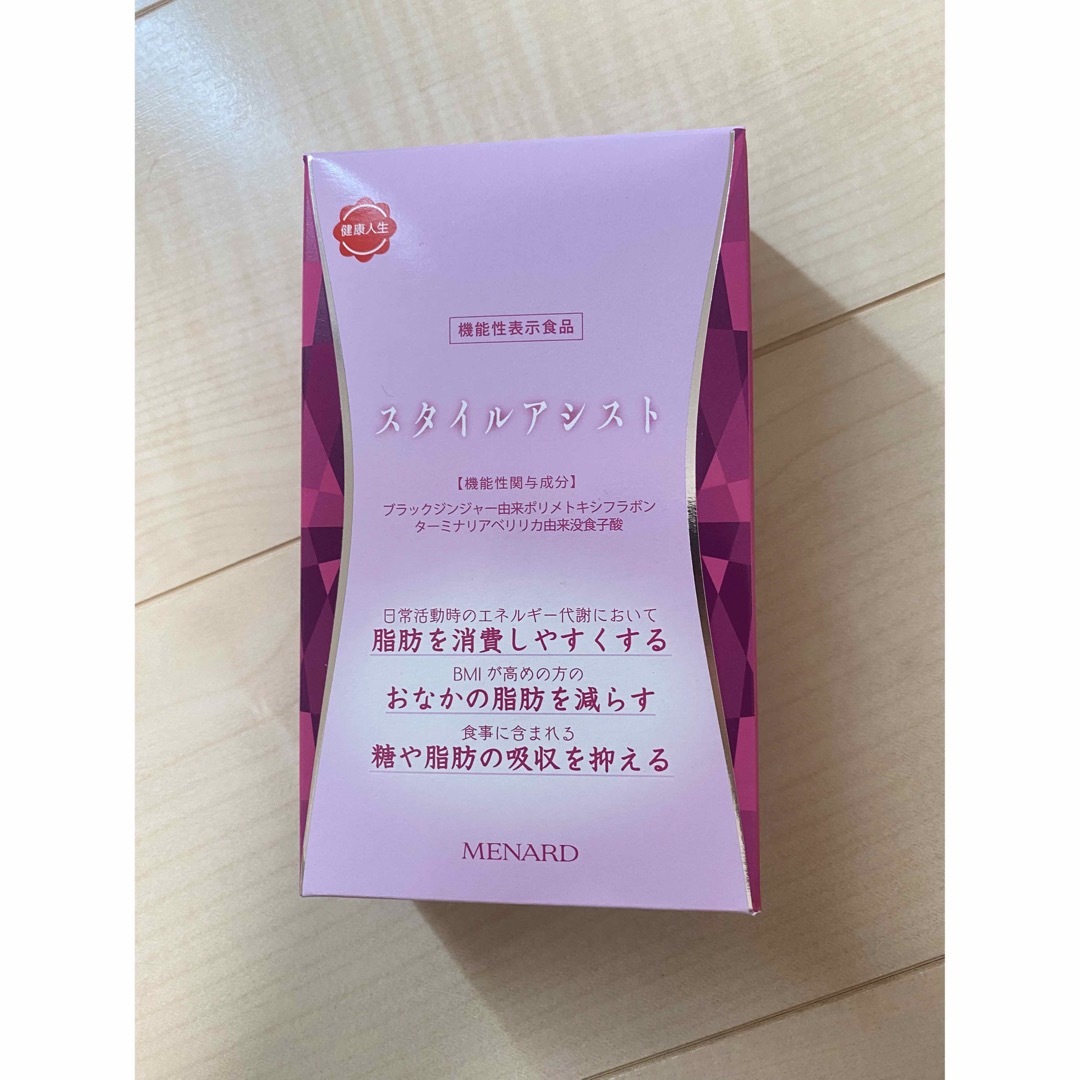 健康人生
機能性表示食品
スタイルアシスト
【機能性関与成分】
ブラックジンジャー由来ポリメトキシフラボン
ターミナリアベリリカ由来没食子酸
日常活動時のエネルギー代謝において
脂肪を消費しやすくする
BMIが高めの方の
おなかの脂肪を減らす
食事に含まれる
糖や脂肪の吸収を抑える
MENARD